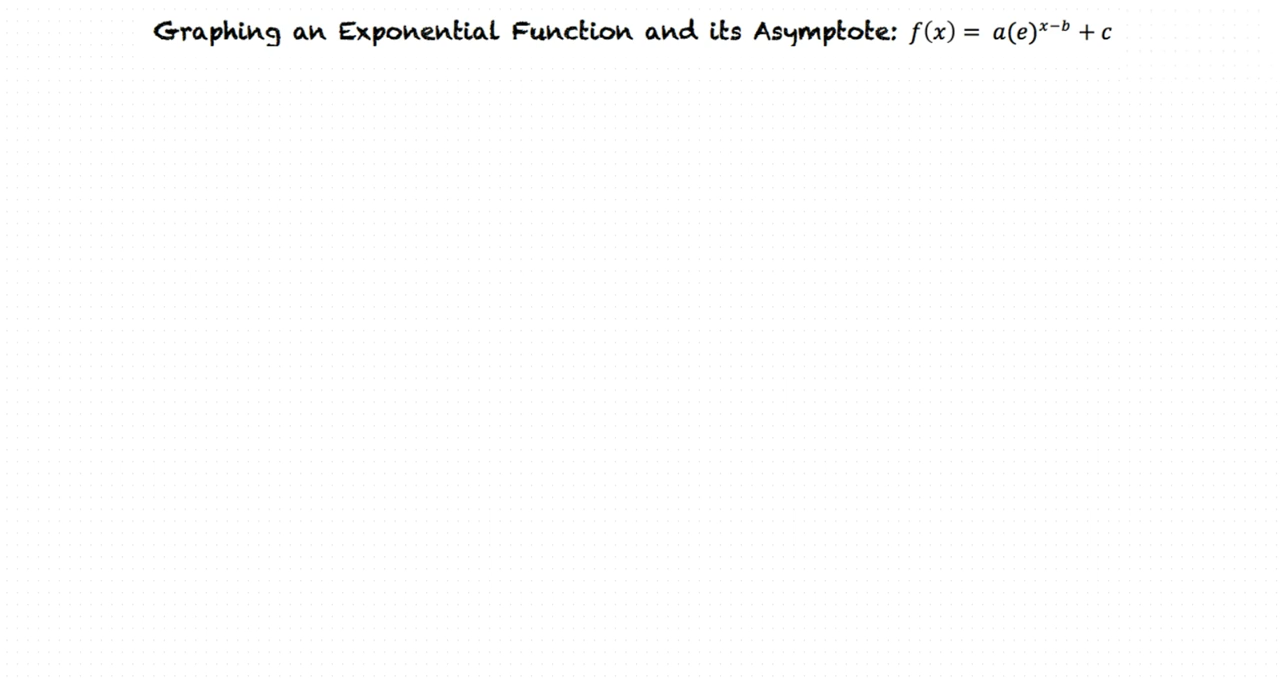 Graphing an Exponential Function and its Asymptote: f(x) = a(e)^{x−b} + c